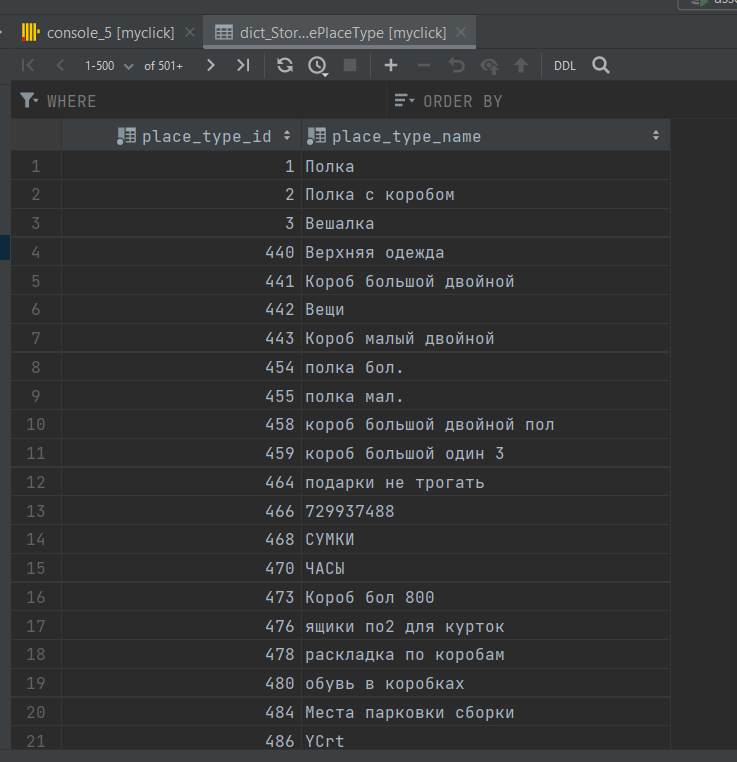 console_5 [myclick] dict_Stor...ePlaceType [myclick]
1-500 of 501+ DDL
WHERE ORDER BY
place_type_id place_type_name
1 1 Полка
2 2 Полка с коробом
3 3 Вешалка
4 440 Верхняя одежда
5 441 Короб большой двойной
6 442 Вещи
7 443 Короб малый двойной
8 454 полка бол.
9 455 полка мал.
10 458 короб большой двойной пол
11 459 короб большой один 3
12 464 подарки не трогать
13 466 729937488
14 468 СУМКИ
15 470 ЧАСЫ
16 473 Короб бол 800
17 476 ящики по2 для курток
18 478 раскладка по коробам
19 480 обувь в коробках
20 484 Места парковки сборки
21 486 YCrt